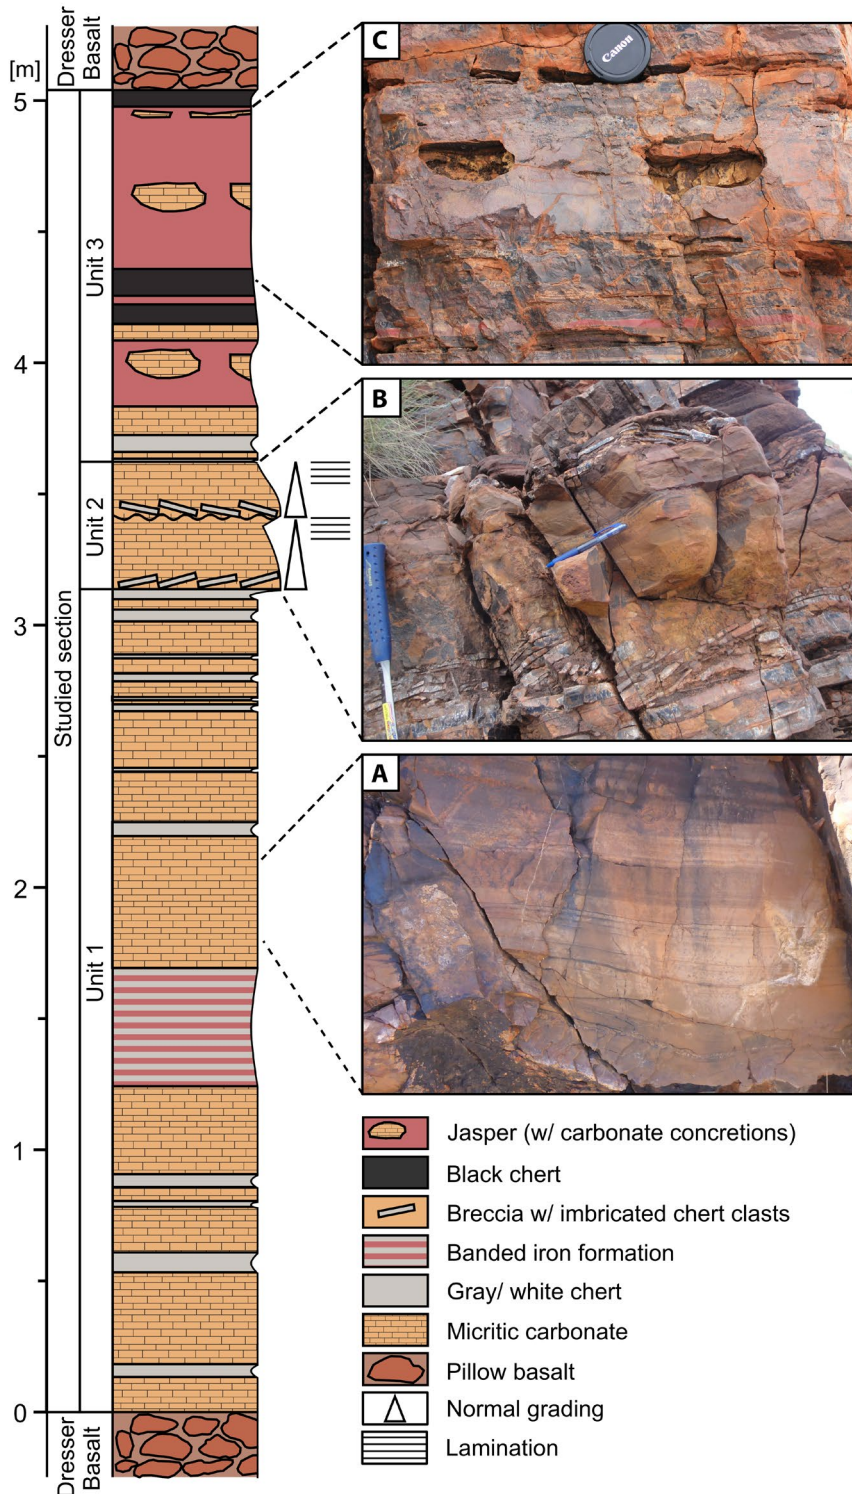 Dresser
Basalt
[m]
5
4
3
2
1
0
Studied section
Unit 3
Unit 2
Unit 1
Dresser
Basalt
C
Canon
B
A
Jasper (w/ carbonate concretions)
Black chert
Breccia w/ imbricated chert clasts
Banded iron formation
Gray/ white chert
Micritic carbonate
Pillow basalt
Normal grading
Lamination